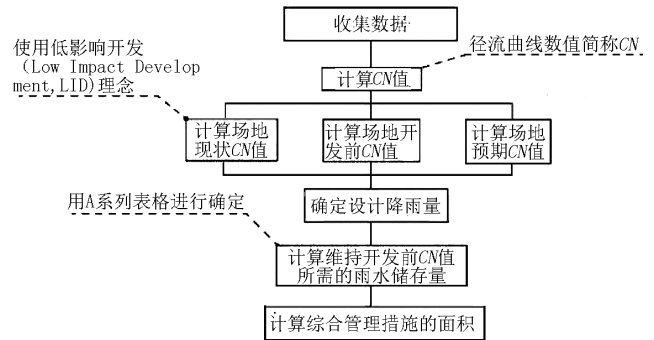 收集数据
使用低影响开发
(Low Impact Develop
ment,LID)理念
径流曲线数值简称CN
计算CN值
计算场地
现状CN值
计算场地开
发前CN值
计算场地
预期CN值
用A系列表格进行确定
确定设计降雨量
计算维持开发前CN值
所需的雨水储存量
计算综合管理措施的面积